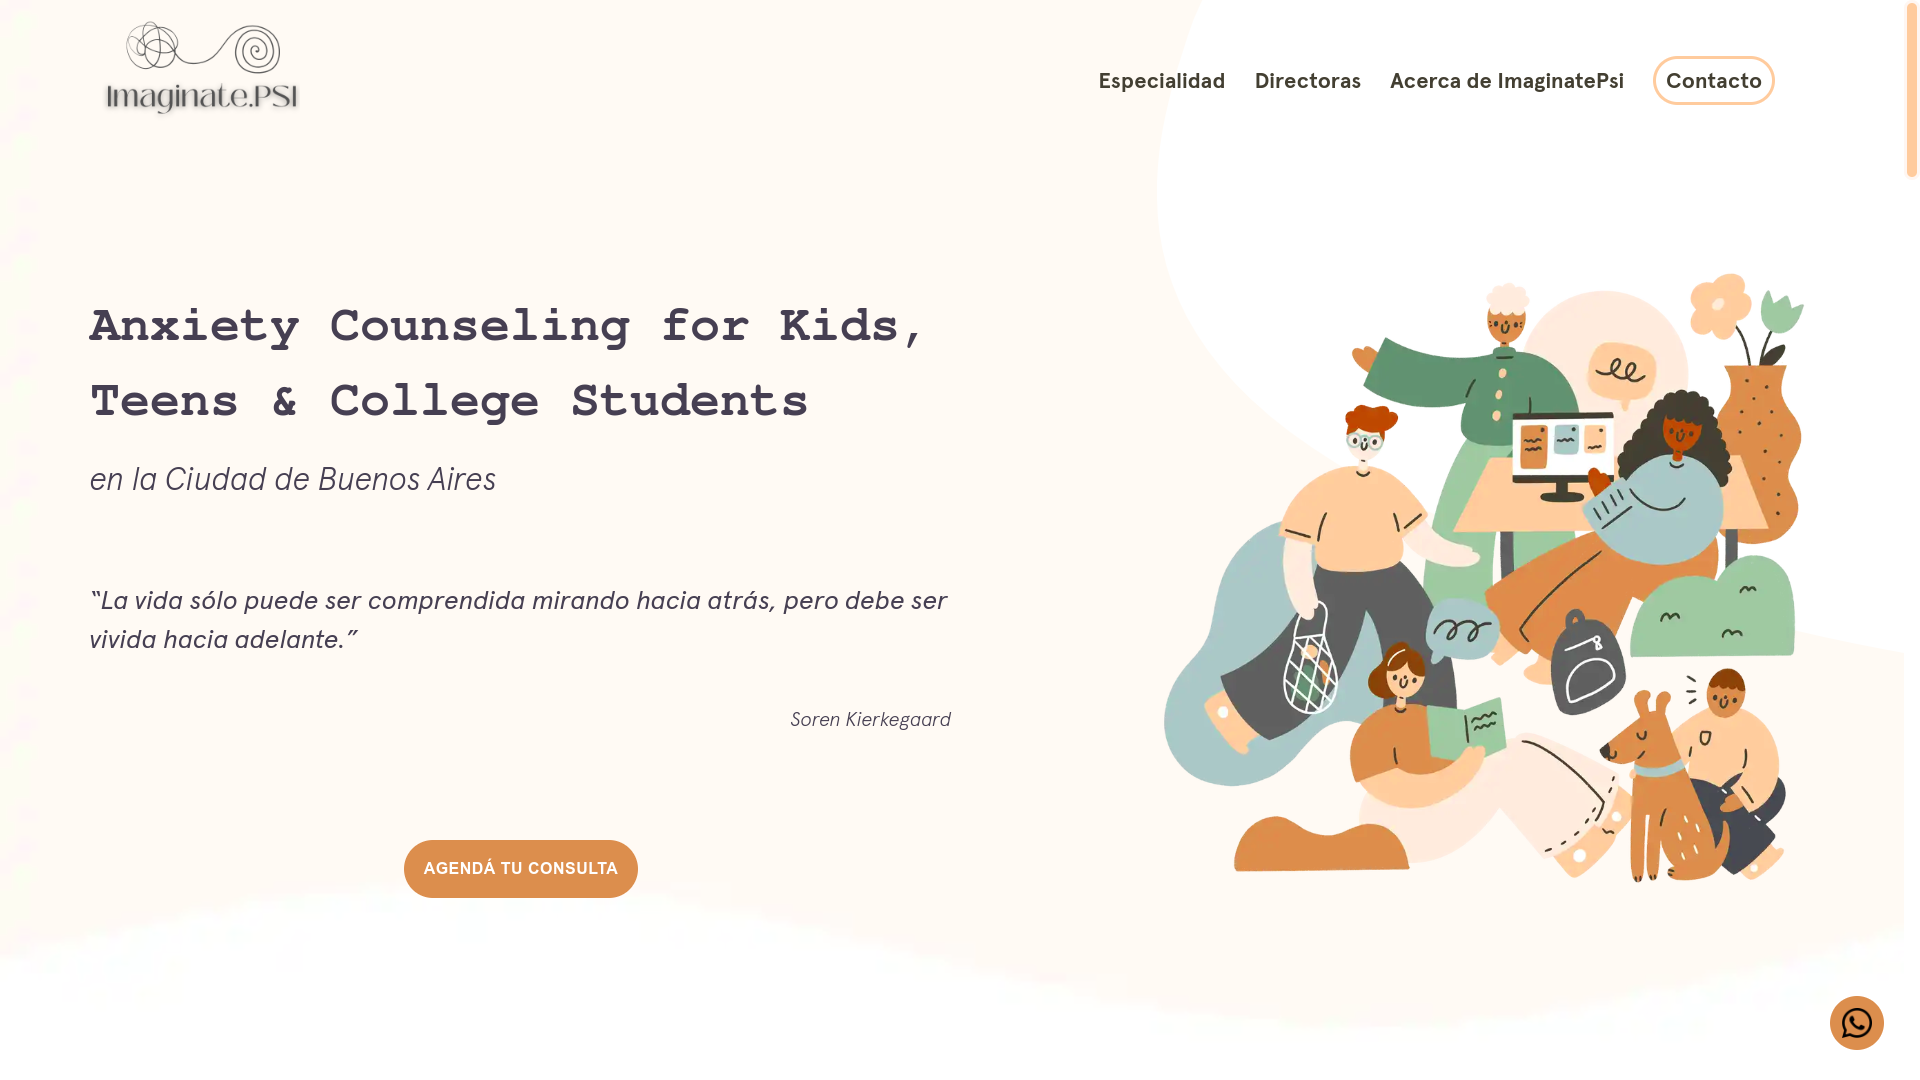 Imaginate.PSI
Especialidad
Directoras
Acerca de ImaginatePsi
Contacto
Anxiety Counseling for Kids,
Teens & College Students
en la Ciudad de Buenos Aires
“La vida sólo puede ser comprendida mirando hacia atrás, pero debe ser
vivida hacia adelante.”
Soren Kierkegaard
AGENDÁ TU CONSULTA